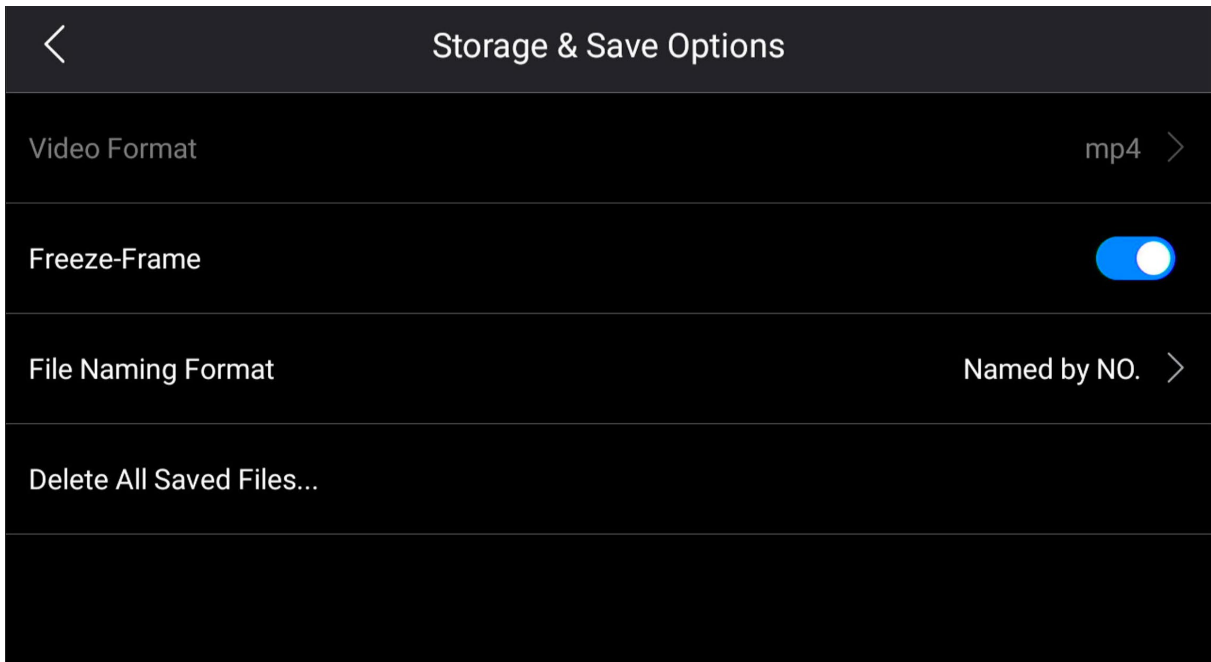 Storage & Save Options
Video Format mp4
Freeze-Frame
File Naming Format Named by NO.
Delete All Saved Files...